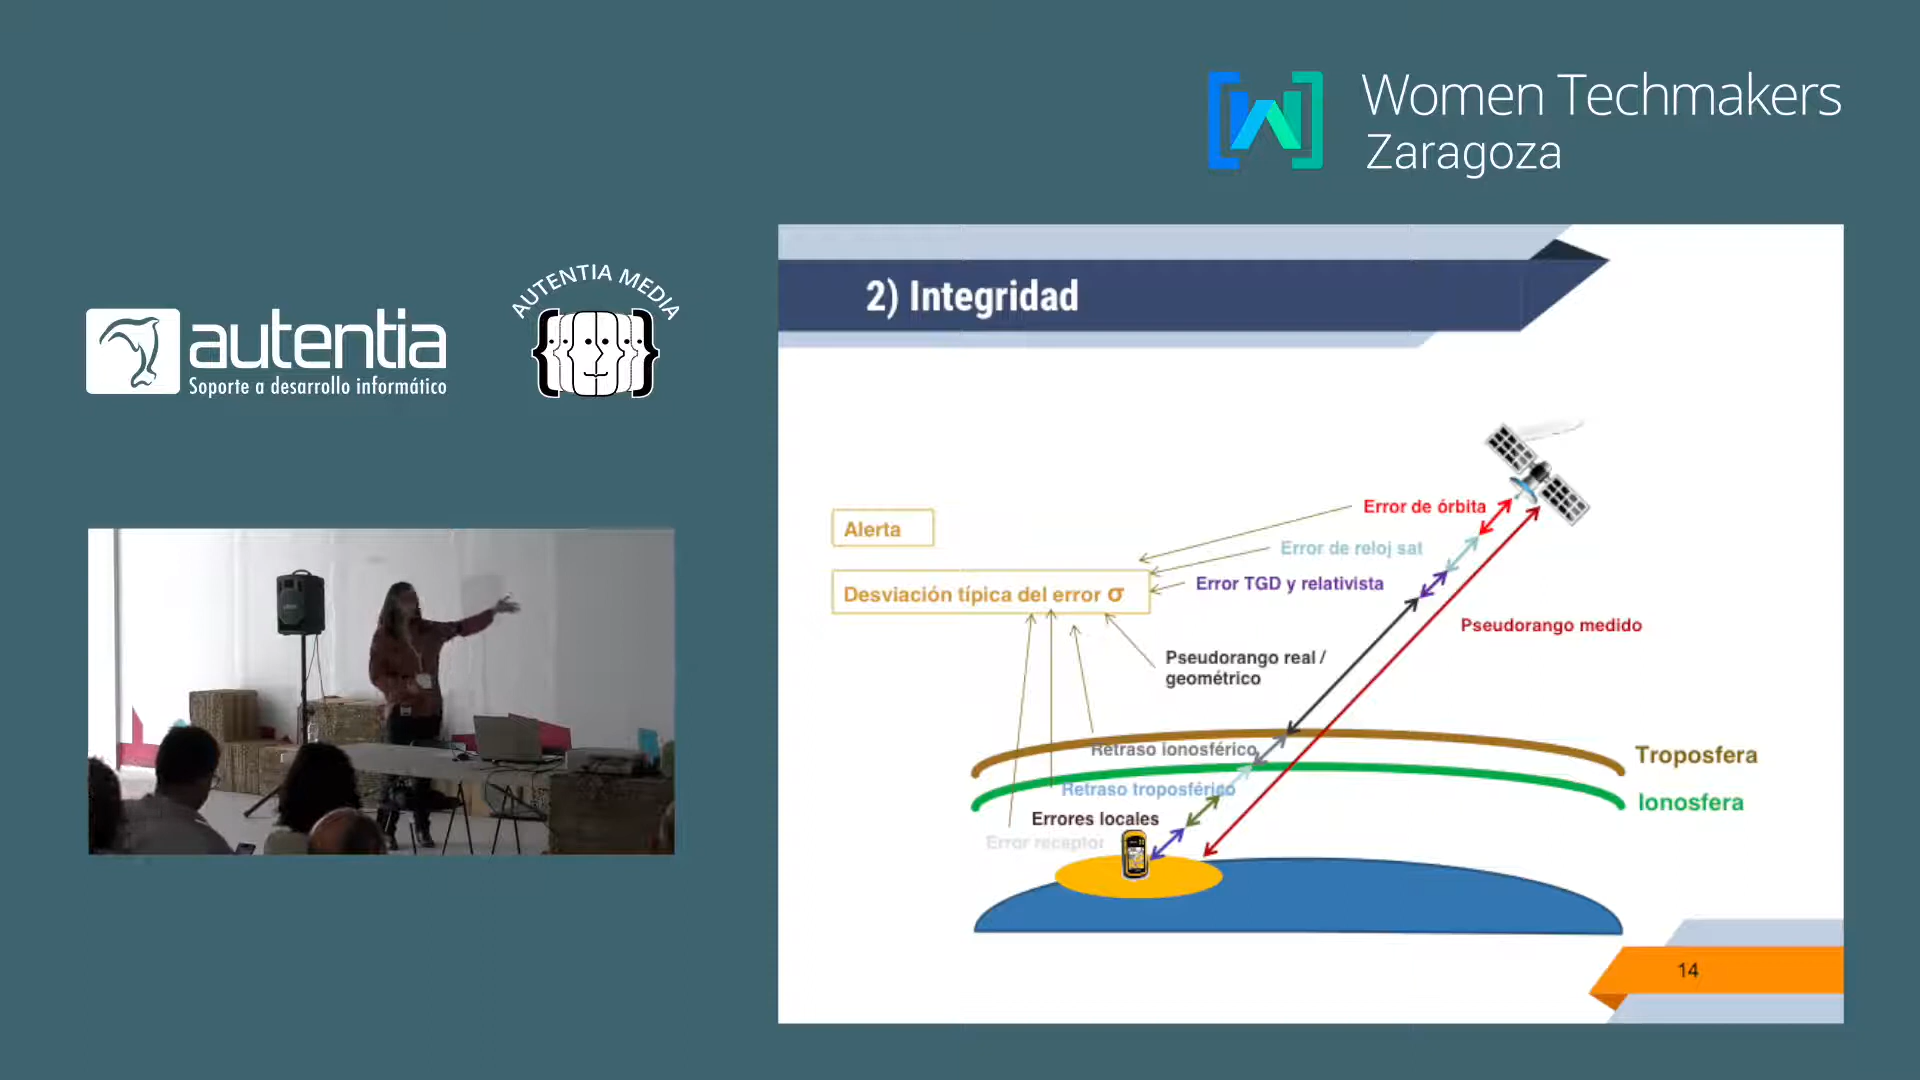 Women Techmakers
Zaragoza
AUTENTIA MEDIA
autentia
Soporte a desarrollo informático
2) Integridad
Error de órbita
Alerta
Error de reloj sat
Error TGD y relativista
Desviación típica del error σ
Pseudorango medido
Pseudorango real /
geométrico
Retraso ionosférico
Troposfera
Retraso troposférico
Ionosfera
Errores locales
Error receptor
14